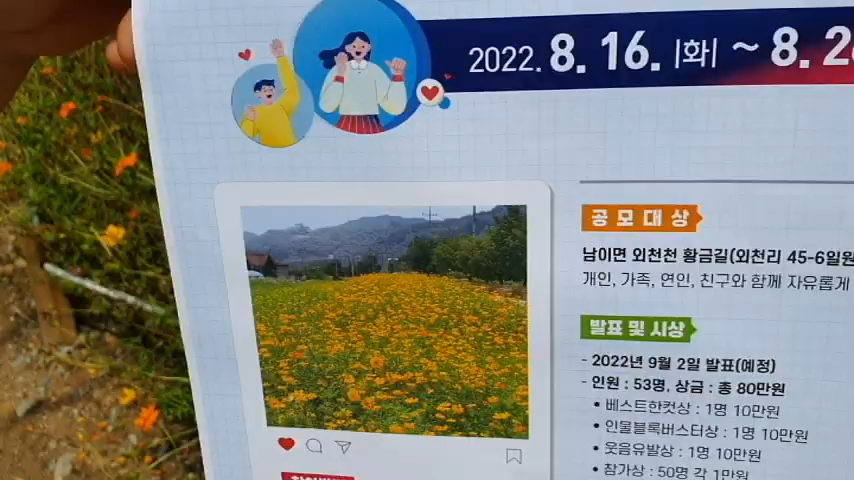 2022. 8. 16. |화| ~ 8. 2
공모대상
남이면 외천천 황금길(외천리 45-6일원
개인, 가족, 연인, 친구와 함께 자유롭게
발표 및 시상
- 2022년 9월 2일 발표(예정)
- 인원 : 53명, 상금 : 총 80만원
• 베스트한컷상 : 1명 10만원
• 인물블록버스터상 : 1명 10만원
• 웃음유발상 : 1명 10만원
• 참가상 : 50명 각 1만원